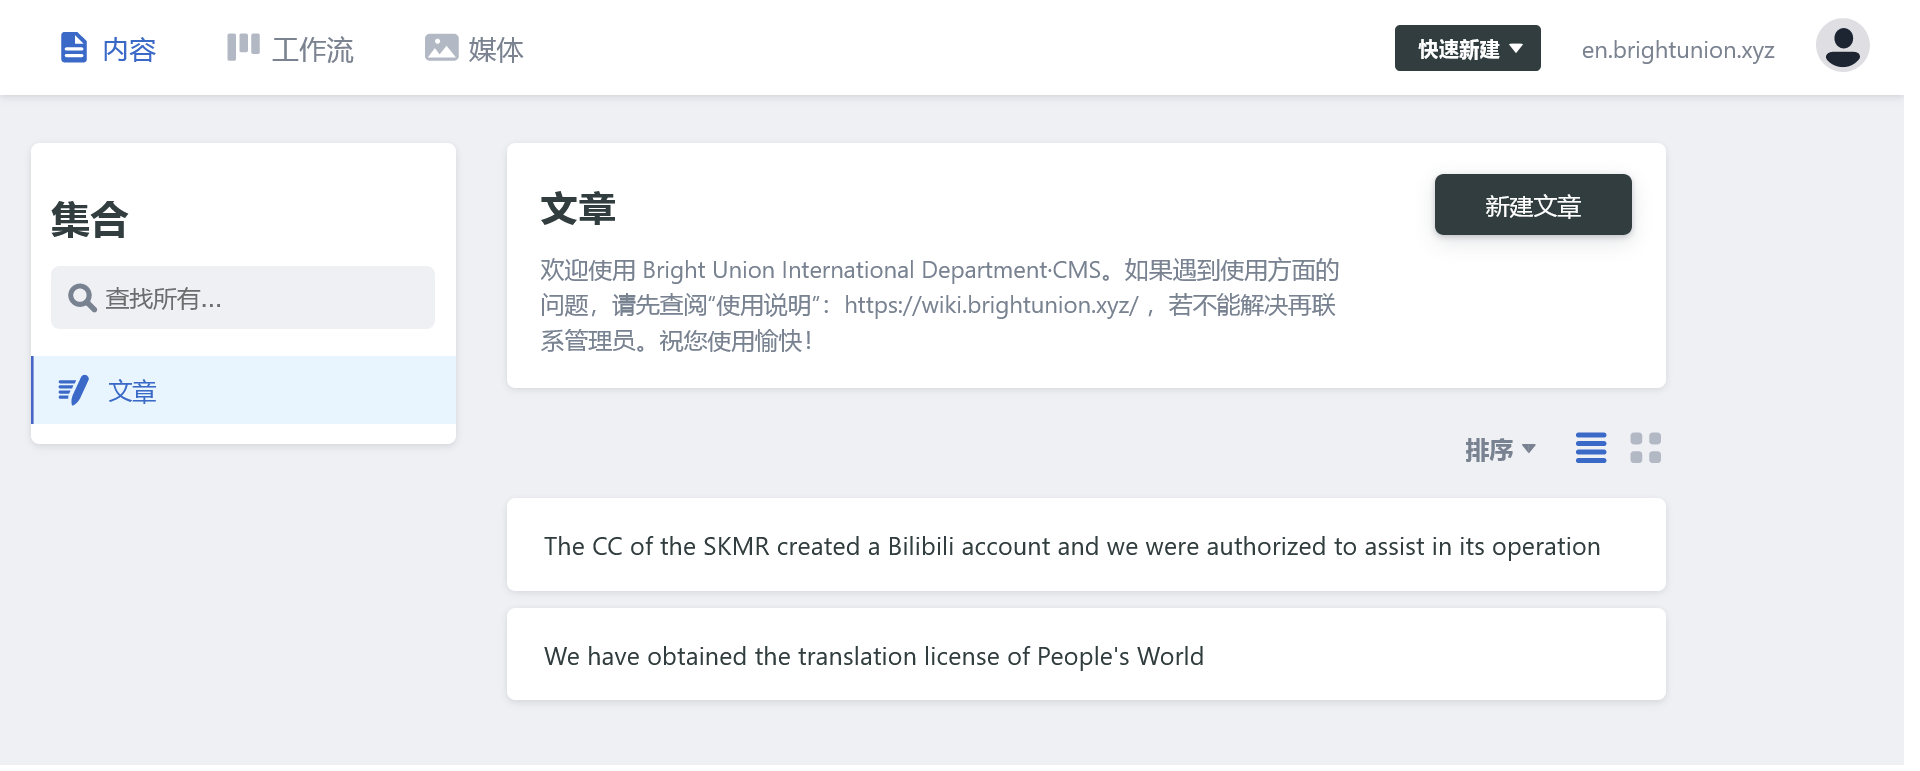 内容
工作流
媒体
快速新建
en.brightunion.xyz
集合
查找所有...
文章
文章
新建文章
欢迎使用 Bright Union International Department·CMS。如果遇到使用方面的
问题，请先查阅“使用说明”：https://wiki.brightunion.xyz/ ，若不能解决再联
系管理员。祝您使用愉快！
排序
The CC of the SKMR created a Bilibili account and we were authorized to assist in its operation
We have obtained the translation license of People's World